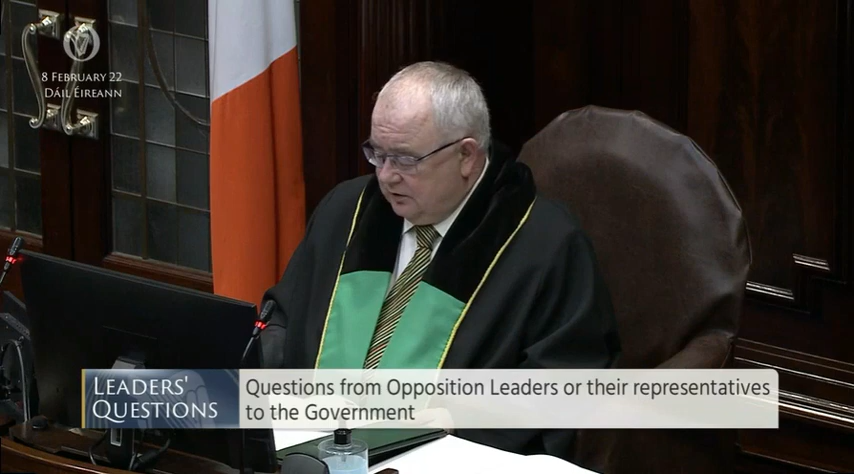 8 February 22
Dáil Éireann
Leaders'
Questions
Questions from Opposition Leaders or their representatives
to the Government